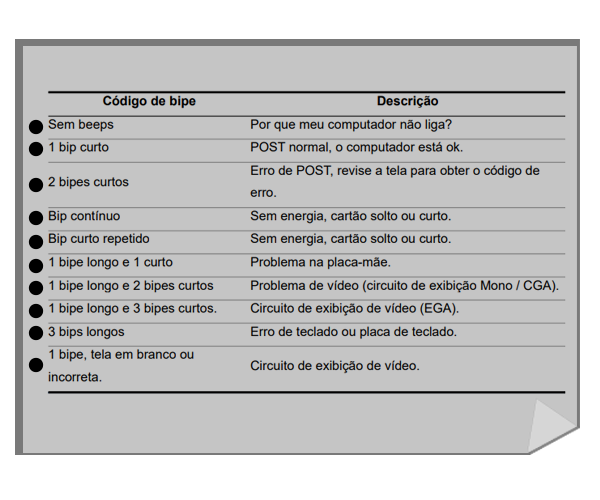 Código de bipe Descrição
Sem beeps Por que meu computador não liga?
1 bip curto POST normal, o computador está ok.
2 bipes curtos Erro de POST, revise a tela para obter o código de
erro.
Bip contínuo Sem energia, cartão solto ou curto.
Bip curto repetido Sem energia, cartão solto ou curto.
1 bipe longo e 1 curto Problema na placa-mãe.
1 bipe longo e 2 bipes curtos Problema de vídeo (circuito de exibição Mono / CGA).
1 bipe longo e 3 bipes curtos. Circuito de exibição de vídeo (EGA).
3 bips longos Erro de teclado ou placa de teclado.
1 bipe, tela em branco ou
incorreta. Circuito de exibição de vídeo.